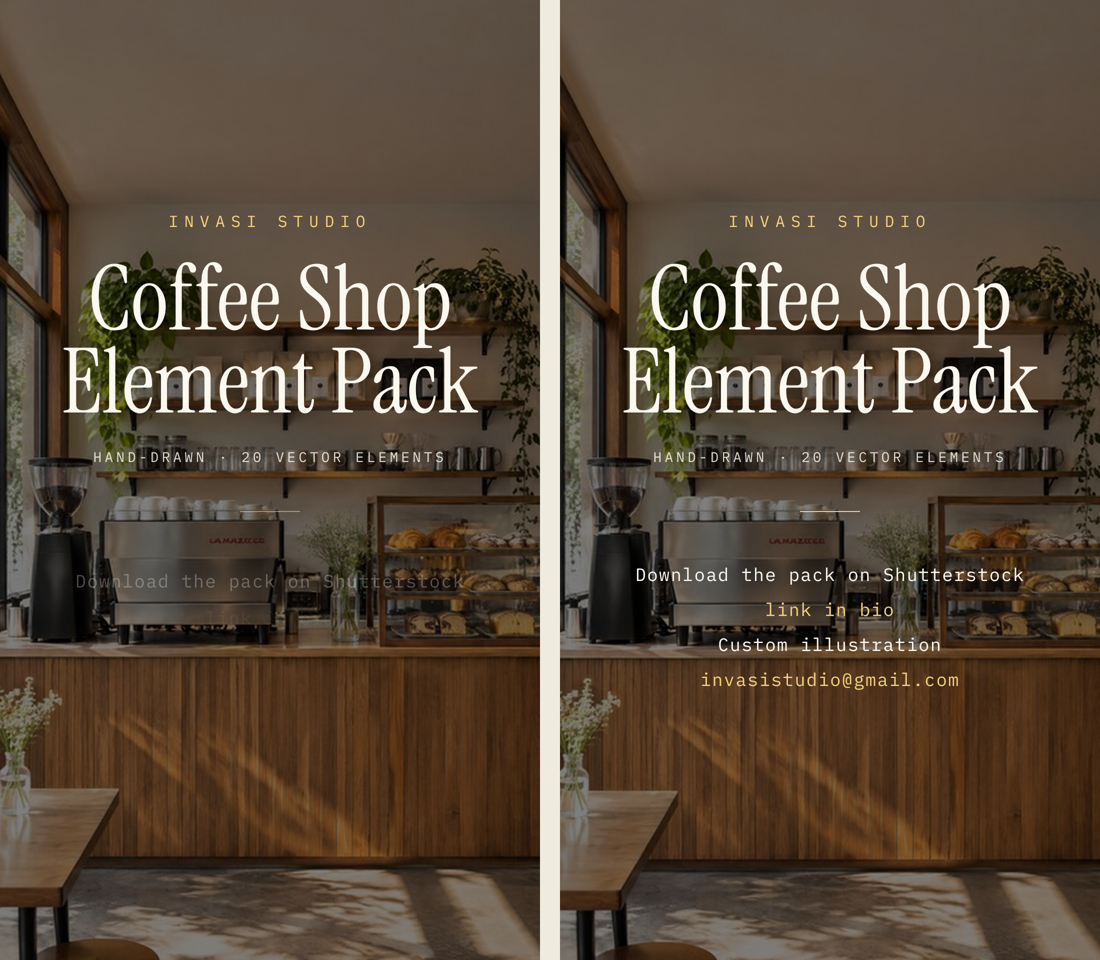 INVASI STUDIO
Coffee Shop
Element Pack
HAND-DRAWN · 20 VECTOR ELEMENTS
LAMAZOCCO
Download the pack on Shutterstock
INVASI STUDIO
Coffee Shop
Element Pack
HAND-DRAWN · 20 VECTOR ELEMENTS
LAMAZOCCO
Download the pack on Shutterstock
link in bio
Custom illustration
invasistudio@gmail.com